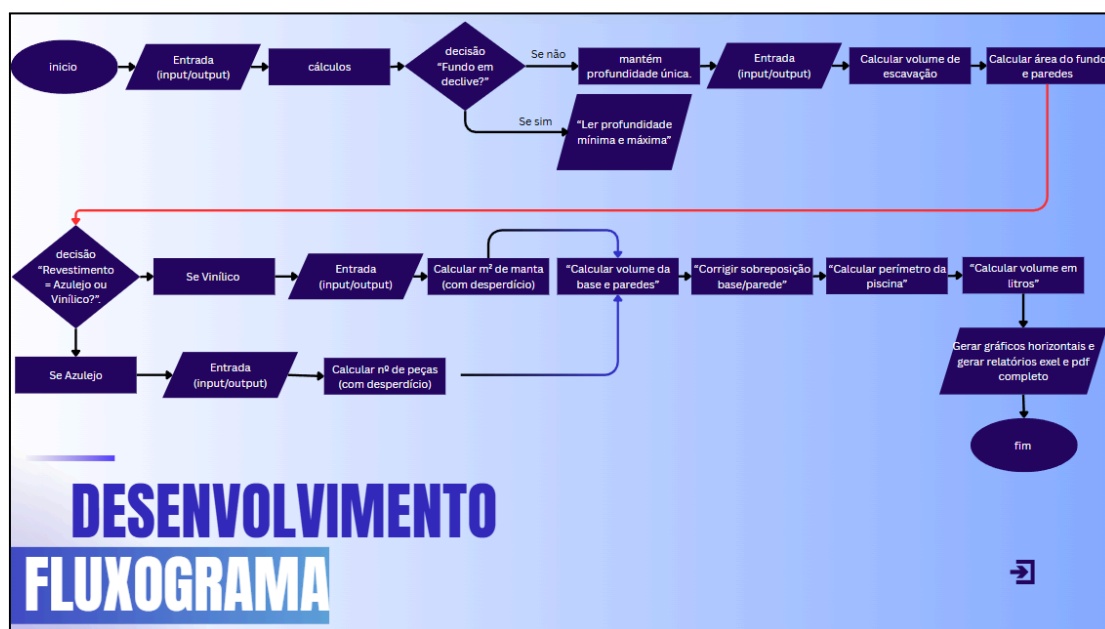 inicio
Entrada
(input/output)
cálculos
decisão
“Fundo em
declive?”
Se não
mantém
profundidade única.
Entrada
(input/output)
Calcular volume de
escavação
Calcular área do fundo
e paredes
Se sim
“Ler profundidade
mínima e máxima”
decisão
“Revestimento
= Azulejo ou
Vinílico?”.
Se Vinílico
Entrada
(input/output)
Calcular m² de manta
(com desperdício)
“Calcular volume da
base e paredes”
“Corrigir sobreposição
base/parede”
“Calcular perímetro da
piscina”
“Calcular volume em
litros”
Se Azulejo
Entrada
(input/output)
Calcular nº de peças
(com desperdício)
Gerar gráficos horizontais e
gerar relatórios exel e pdf
completo
fim
DESENVOLVIMENTO
FLUXOGRAMA